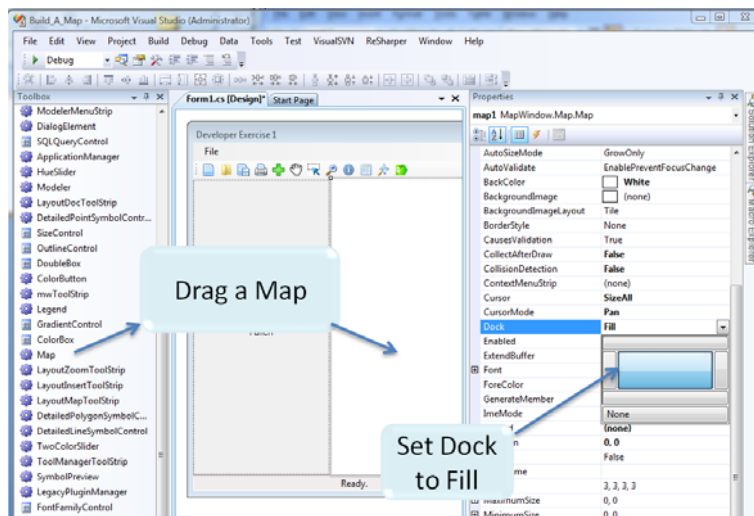 Build_A_Map - Microsoft Visual Studio (Administrator)
File Edit View Project Build Debug Data Tools Test VisualSVN ReSharper Window Help
Debug
Toolbox
ModelerMenuStrip
DialogElement
SQLQueryControl
ApplicationManager
HueSlider
Modeler
LayoutDocToolStrip
DetailedPointSymbolContr...
SizeControl
OutlineControl
DoubleBox
ColorButton
mwToolStrip
Legend
GradientControl
ColorBox
Map
LayoutZoomToolStrip
LayoutInsertToolStrip
LayoutMapToolStrip
DetailedPolygonSymbolC...
DetailedLineSymbolControl
TwoColorSlider
ToolManagerToolStrip
SymbolPreview
LegacyPluginManager
FontFamilyControl
Form1.cs [Design]* Start Page
Developer Exercise 1
File
Drag a Map
Ready.
Set Dock
to Fill
Properties
map1 MapWindow.Map.Map
AutoSizeMode GrowOnly
AutoValidate EnablePreventFocusChange
BackColor White
BackgroundImage (none)
BackgroundImageLayout Tile
BorderStyle None
CausesValidation True
CollectAfterDraw False
CollisionDetection False
ContextMenuStrip (none)
Cursor SizeAll
CursorMode Pan
Dock Fill
Enabled
ExtendBuffer
Font
ForeColor
GenerateMember
ImeMode
None
(none)
0, 0
False
3, 3, 3, 3
MaximumSize 0, 0
MinimumSize 0, 0
Solution Explorer
Macro Explorer